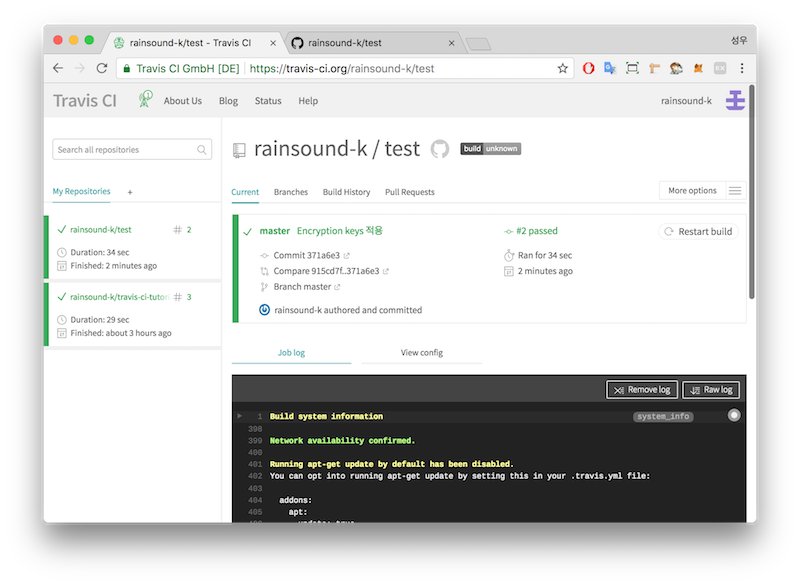 rainsound-k/test - Travis CI
rainsound-k/test
성우
Travis CI GmbH [DE] https://travis-ci.org/rainsound-k/test
Travis CI About Us Blog Status Help rainsound-k
Search all repositories
My Repositories +
rainsound-k/test # 2
Duration: 34 sec
Finished: 2 minutes ago
rainsound-k/travis-ci-tutori # 3
Duration: 29 sec
Finished: about 3 hours ago
rainsound-k / test build unknown
Current Branches Build History Pull Requests More options
master Encryption keys 적용
Commit 371a6e3
Compare 915cd7f..371a6e3
Branch master
rainsound-k authored and committed
#2 passed
Ran for 34 sec
2 minutes ago
Restart build
Job log View config
Remove log Raw log
1 Build system information system_info
398
399 Network availability confirmed.
400
401 Running apt-get update by default has been disabled.
402 You can opt into running apt-get update by setting this in your .travis.yml file:
403
404 addons:
405 apt: